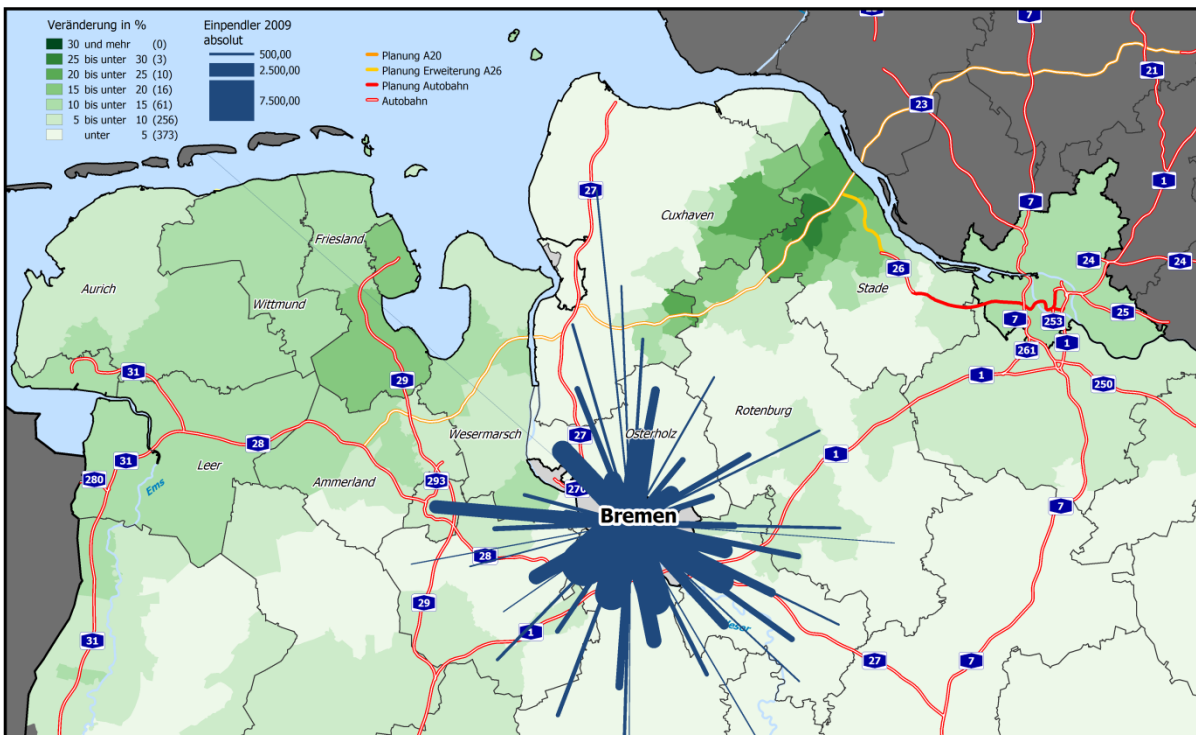 Veränderung in %
30 und mehr (0)
25 bis unter 30 (3)
20 bis unter 25 (10)
15 bis unter 20 (16)
10 bis unter 15 (61)
5 bis unter 10 (256)
unter 5 (373)
Einpendler 2009
absolut
500,00
2.500,00
7.500,00
Planung A20
Planung Erweiterung A26
Planung Autobahn
Autobahn
7
21
23
1
27
7
Cuxhaven
Friesland
24
24
26
Aurich
Wittmund
Stade
25
7
253
1
261
31
29
1
250
Rotenburg
27
Osterholz
Wesermarsch
28
1
31
Leer
280
Ems
Ammerland
293
270
7
Bremen
28
29
1
31
27
7